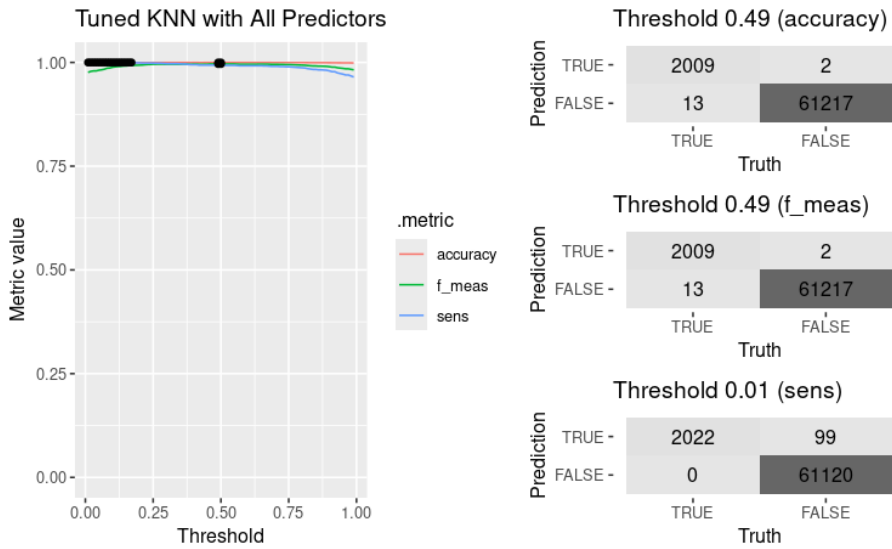 Tuned KNN with All Predictors
1.00
0.75
0.50
0.25
0.00
Metric value
0.00 0.25 0.50 0.75 1.00
Threshold
.metric
accuracy
f_meas
sens
Threshold 0.49 (accuracy)
Prediction
TRUE 2009 2
FALSE 13 61217
TRUE FALSE
Truth
Threshold 0.49 (f_meas)
Prediction
TRUE 2009 2
FALSE 13 61217
TRUE FALSE
Truth
Threshold 0.01 (sens)
Prediction
TRUE 2022 99
FALSE 0 61120
TRUE FALSE
Truth